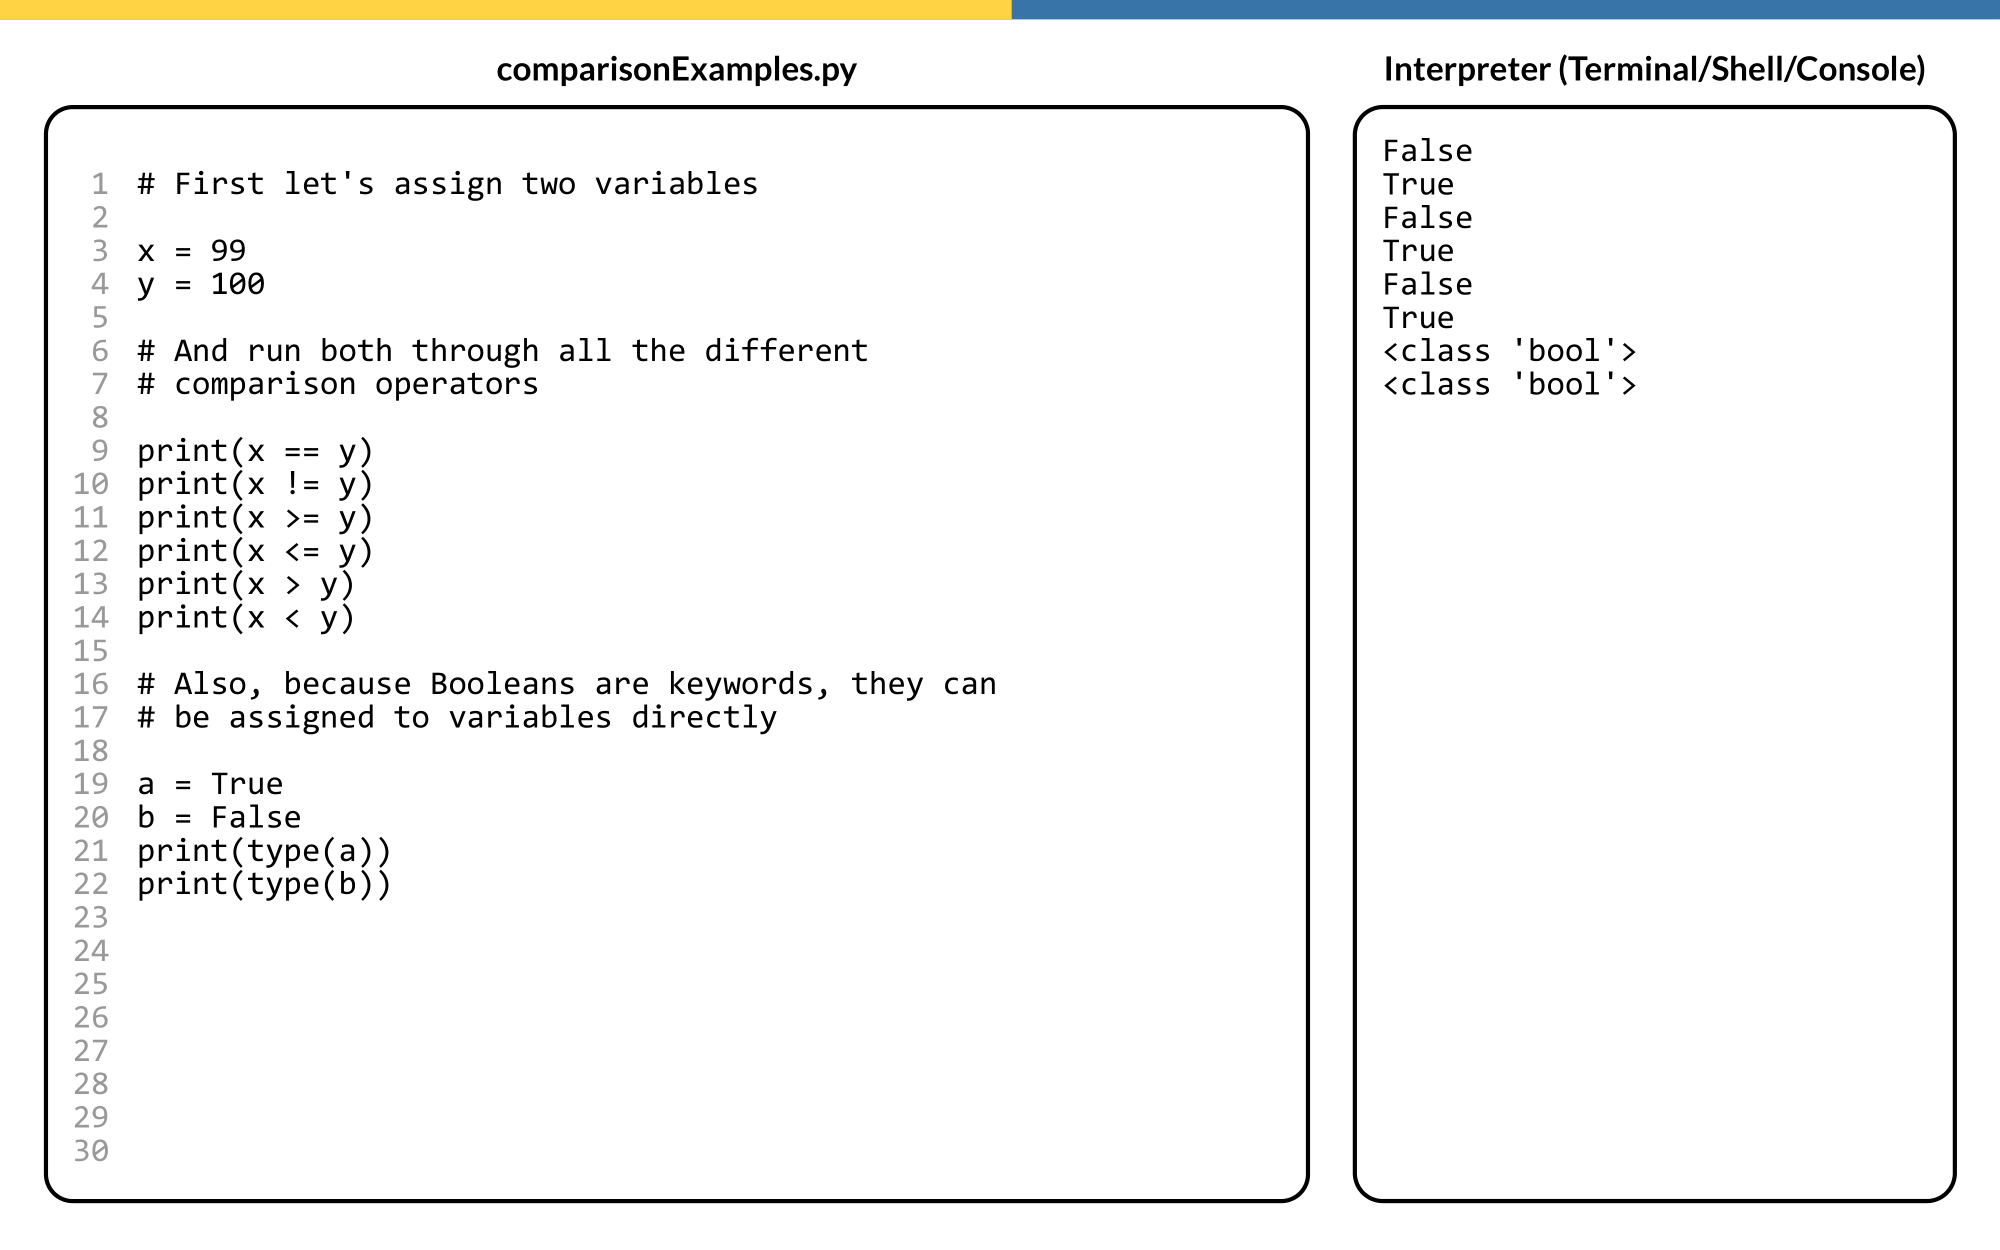 comparisonExamples.py
1 # First let's assign two variables
2
3 x = 99
4 y = 100
5
6 # And run both through all the different
7 # comparison operators
8
9 print(x == y)
10 print(x != y)
11 print(x >= y)
12 print(x <= y)
13 print(x > y)
14 print(x < y)
15
16 # Also, because Booleans are keywords, they can
17 # be assigned to variables directly
18
19 a = True
20 b = False
21 print(type(a))
22 print(type(b))
23
24
25
26
27
28
29
30
Interpreter (Terminal/Shell/Console)
False
True
False
True
False
True
<class 'bool'>
<class 'bool'>